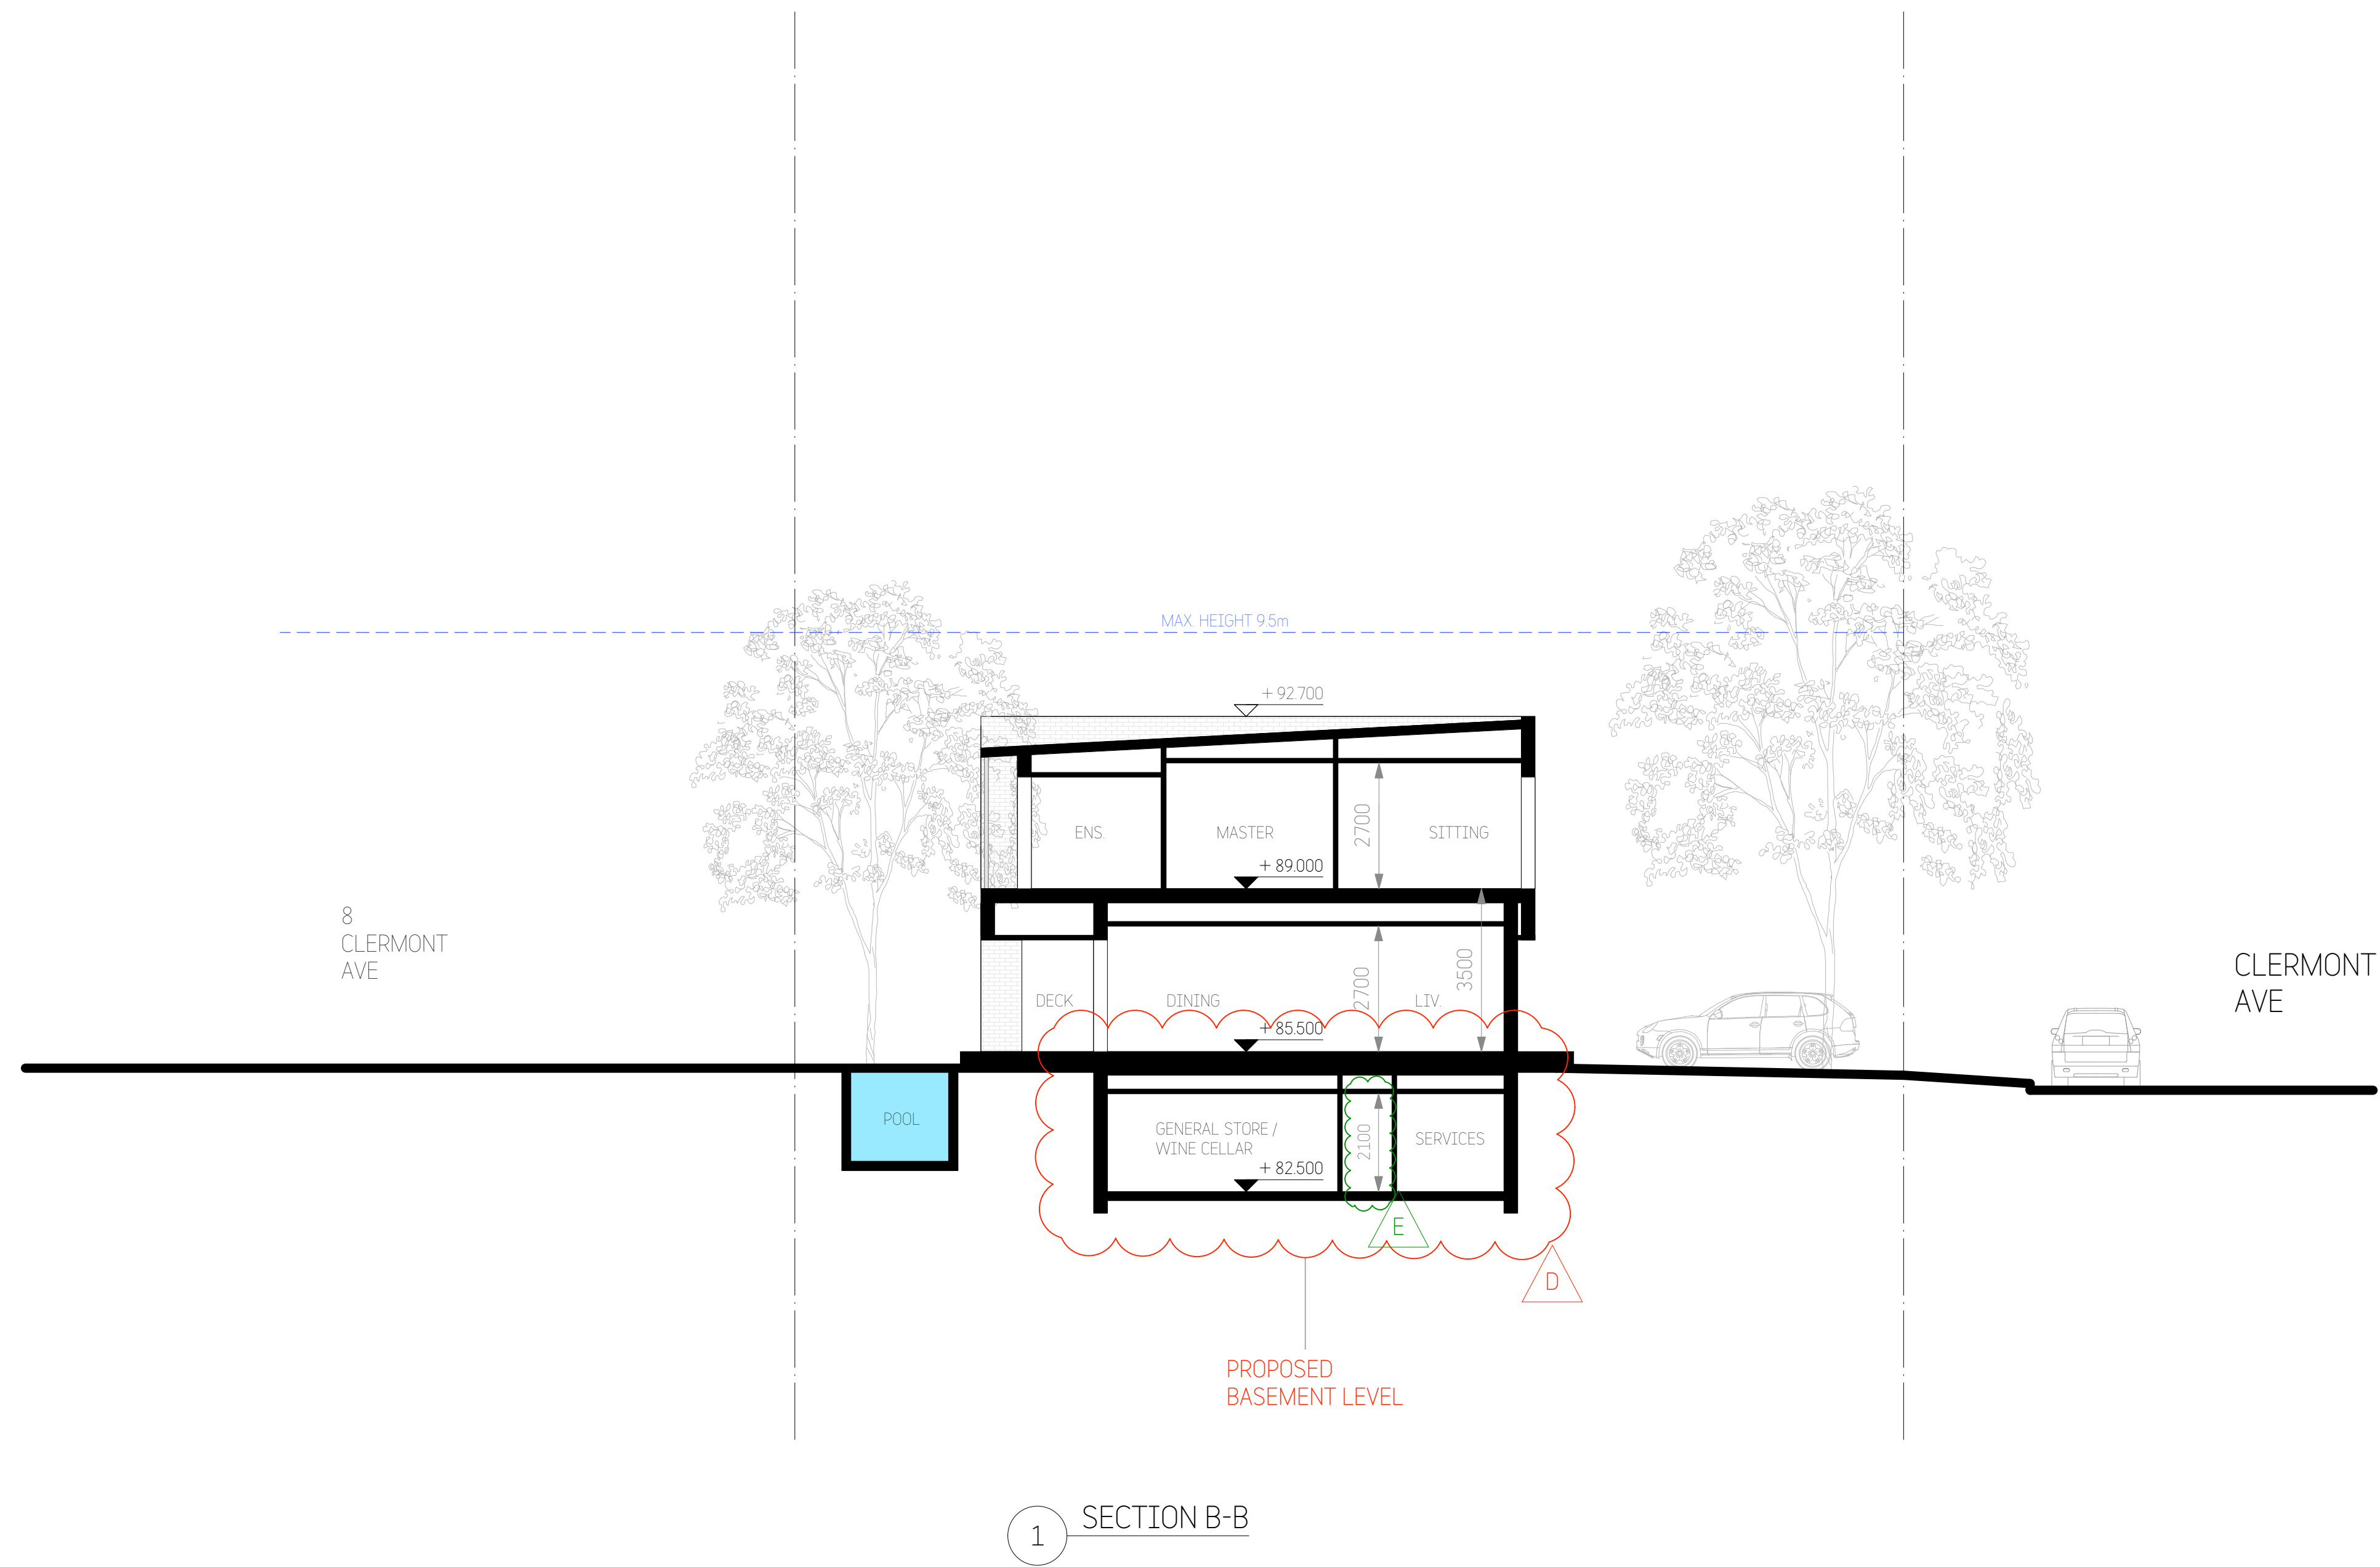 MAX. HEIGHT 9.5m
+ 92.700
ENS.
MASTER
2700
SITTING
+ 89.000
8
CLERMONT
AVE
CLERMONT
AVE
DECK
DINING
2700
LIV.
3500
+ 85.500
POOL
GENERAL STORE /
WINE CELLAR
2100
SERVICES
+ 82.500
E
D
PROPOSED
BASEMENT LEVEL
1
SECTION B-B